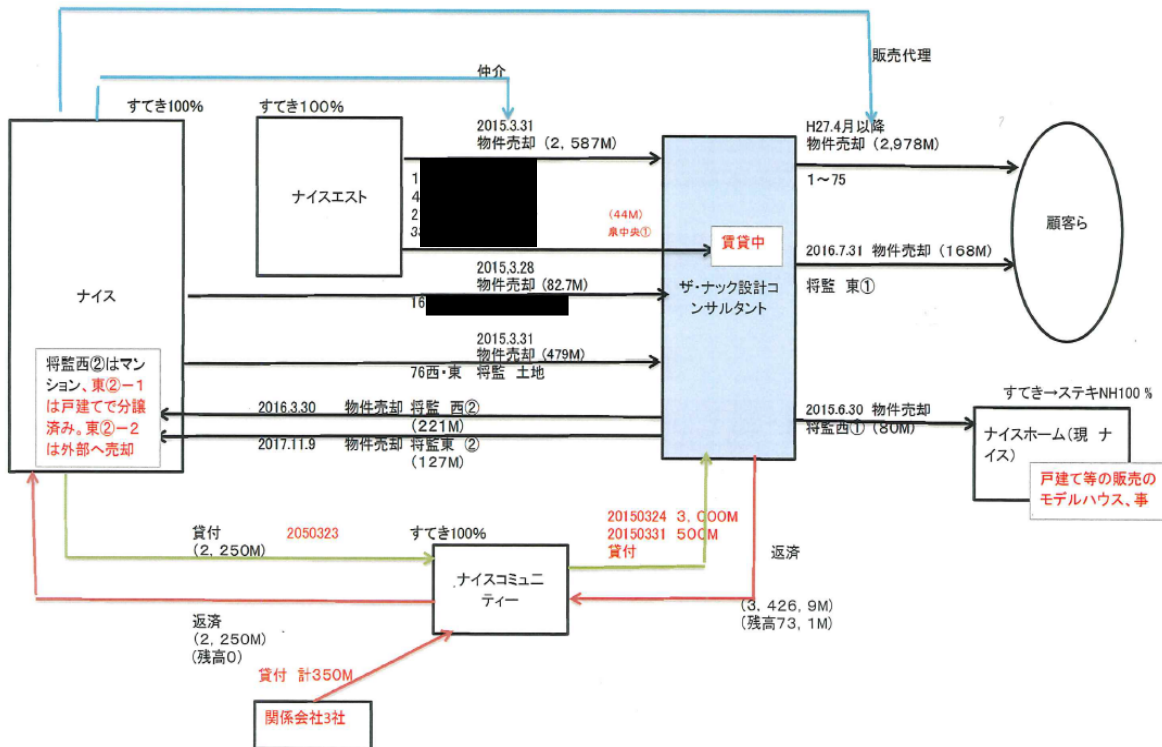 販売代理
仲介
すてき100%
すてき100%
2015.3.31
物件売却(2,587M)
H27.4月以降
物件売却(2,978M)
1
4
2
1～75
ナイスエスト
(44M)
泉中央①
賃貸中
顧客ら
2016.7.31 物件売却(168M)
将監 東①
ナイス
2015.3.28
物件売却(82.7M)
16
ザ・ナック設計コ
ンサルタント
2015.3.31
物件売却(479M)
76西・東 将監 土地
将監西②はマン
ション、東②－1
は戸建てで分譲
済み。東②－2
は外部へ売却
2016.3.30 物件売却 将監 西②
(221M)
2017.11.9 物件売却 将監東 ②
(127M)
すてき→ステキNH100 %
2015.6.30 物件売却
将監西①(80M)
ナイスホーム(現 ナ
イス)
戸建て等の販売の
モデルハウス、事
貸付 2050323
(2,250M)
すてき100%
20150324 3,000M
20150331 500M
貸付
返済
ナイスコミュニ
ティー
(3,426,9M)
(残高73,1M)
返済
(2,250M)
(残高0)
貸付 計350M
関係会社3社